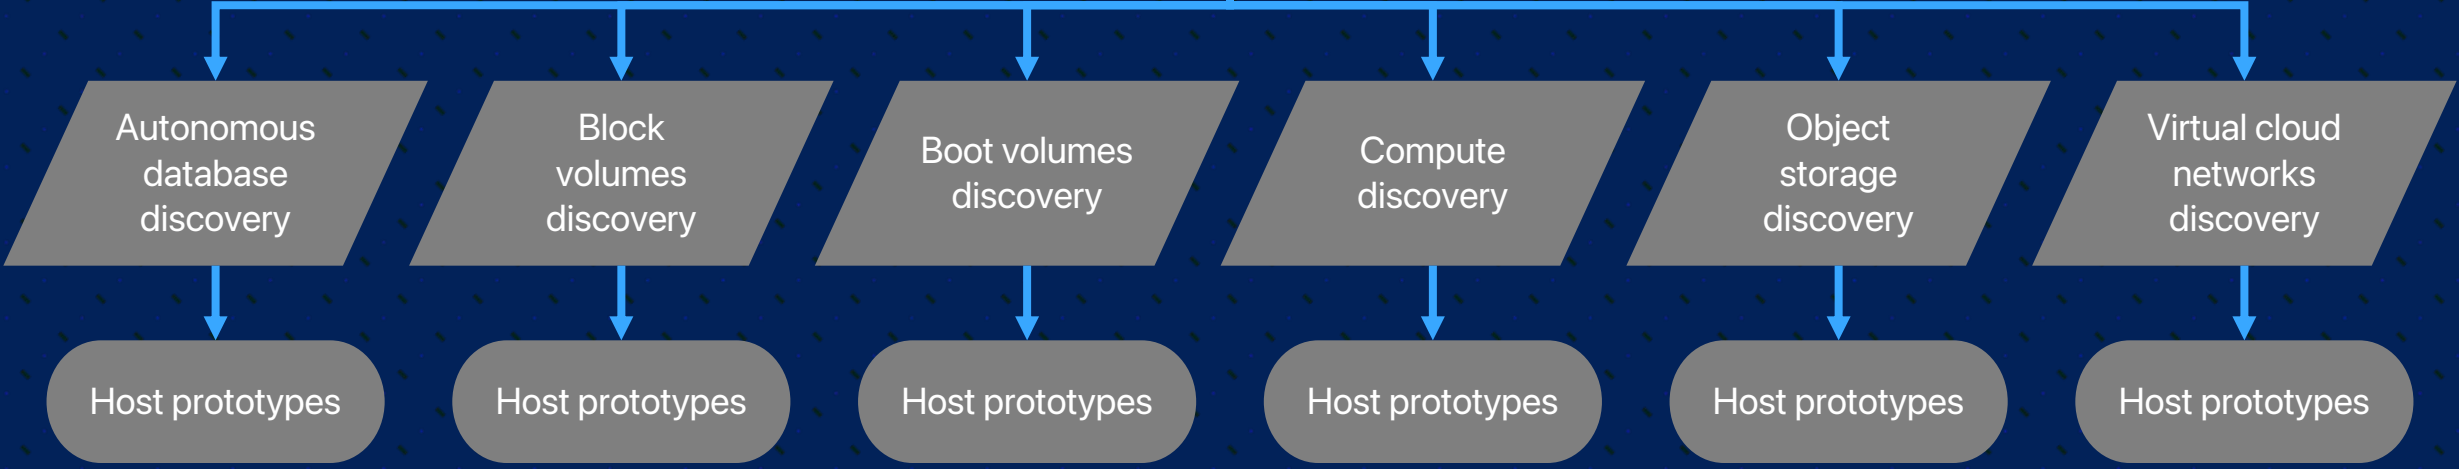 Autonomous
database
discovery
Block
volumes
discovery
Boot volumes
discovery
Compute
discovery
Object
storage
discovery
Virtual cloud
networks
discovery
Host prototypes
Host prototypes
Host prototypes
Host prototypes
Host prototypes
Host prototypes